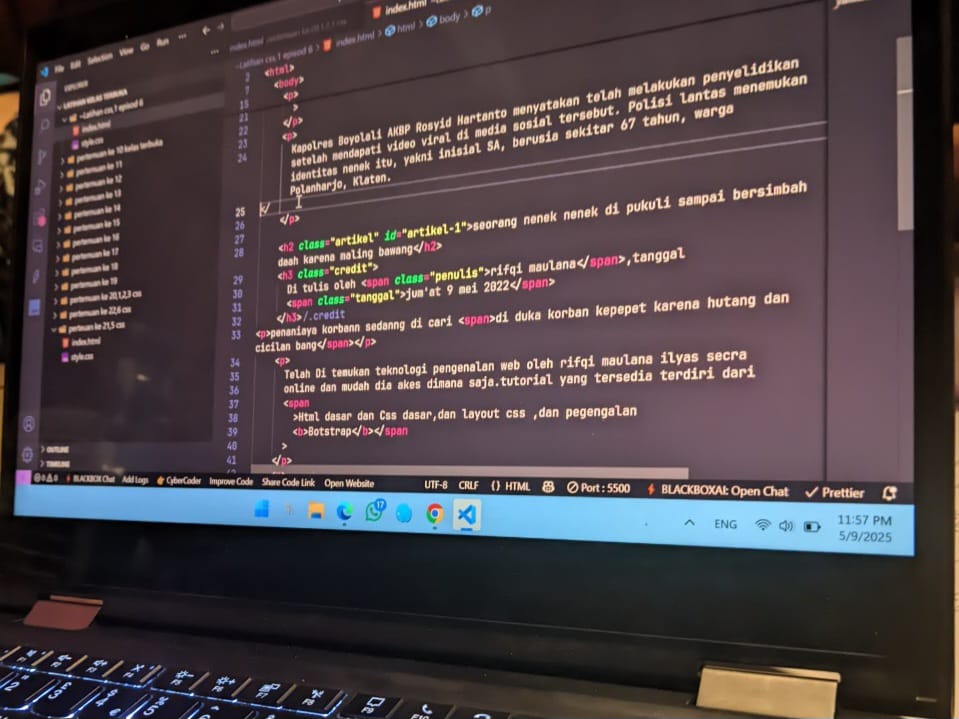 File Edit Selection View Go Run ...
index.html
index.html > html > body > p
EXPLORER
LATIHAN KELAS TERBUKA
~Latihan css,1 episod 6
index.html
style.css
pertemuan ke 10 kelas terbuka
pertemuan ke 11
pertemuan ke 12
pertemuan ke 13
pertemuan ke 14
pertemuan ke 15
pertemuan ke 16
pertemuan ke 17
pertemuan ke 18
pertemuan ke 19
pertemuan ke 20,1,2,3 css
pertemuan ke 22,6 css
perteuan ke 21,5 css
index.html
style.css
OUTLINE
TIMELINE
2 <html>
7 <body>
15 <p>
21 >
22 </p>
23 <p>
24 Kapolres Boyolali AKBP Rosyid Hartanto menyatakan telah melakukan penyelidikan
setelah mendapati video viral di media sosial tersebut. Polisi lantas menemukan
identitas nenek itu, yakni inisial SA, berusia sekitar 67 tahun, warga
Polanharjo, Klaten.
25 </
26 </p>
27
28 <h2 class="artikel" id="artikel-1">seorang nenek nenek di pukuli sampai bersimbah
daah karena maling bawang</h2>
29 <h3 class="credit">
30 Di tulis oleh <span class="penulis">rifqi maulana</span>,tanggal
31 <span class="tanggal">jum'at 9 mei 2022</span>
32 </h3>/.credit
33 <p>penaniaya korbann sedanng di cari <span>di duka korban kepepet karena hutang dan
cicilan bang</span></p>
34 <p>
35 Telah Di temukan teknologi pengenalan web oleh rifqi maulana ilyas secra
36 online dan mudah dia akes dimana saja.tutorial yang tersedia terdiri dari
37 <span
38 >Html dasar dan Css dasar,dan layout css ,dan pegengalan
39 <b>Botstrap</b></span
40 >
41 </p>
0 0 BLACKBOX Chat Add Logs CyberCoder Improve Code Share Code Link Open Website UTF-8 CRLF {} HTML Port : 5500 BLACKBOXAI: Open Chat Prettier
17
ENG
11:57 PM
5/9/2025